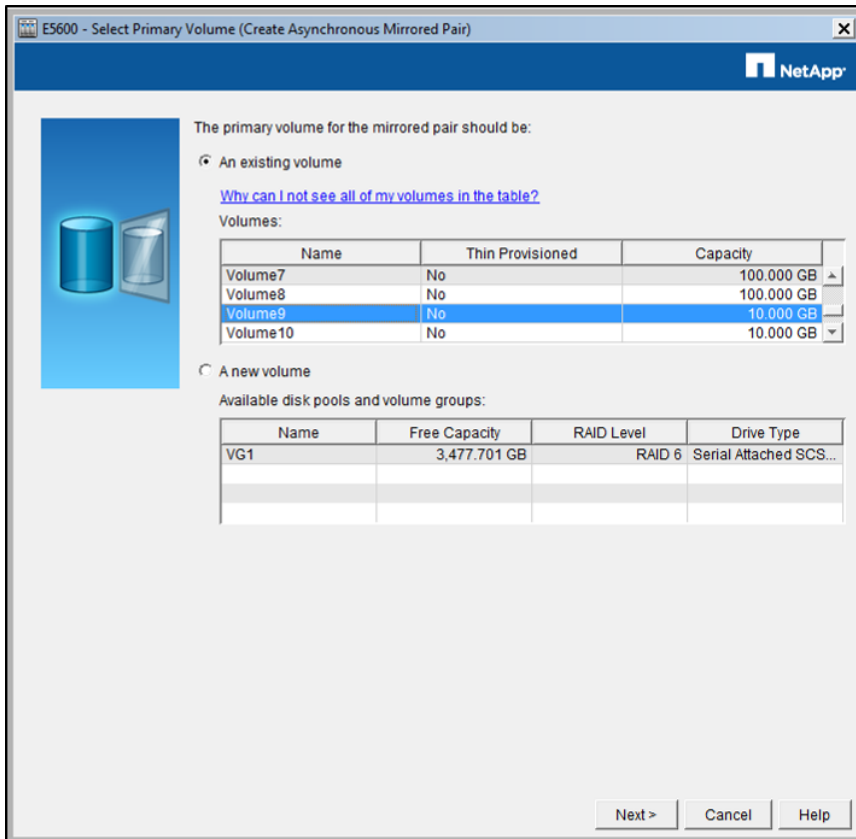 E5600 - Select Primary Volume (Create Asynchronous Mirrored Pair)
NetApp
The primary volume for the mirrored pair should be:
An existing volume
Why can I not see all of my volumes in the table?
Volumes:
Name Thin Provisioned Capacity
Volume7 No 100.000 GB
Volume8 No 100.000 GB
Volume9 No 10.000 GB
Volume10 No 10.000 GB
A new volume
Available disk pools and volume groups:
Name Free Capacity RAID Level Drive Type
VG1 3,477.701 GB RAID 6 Serial Attached SCS...
Next > Cancel Help